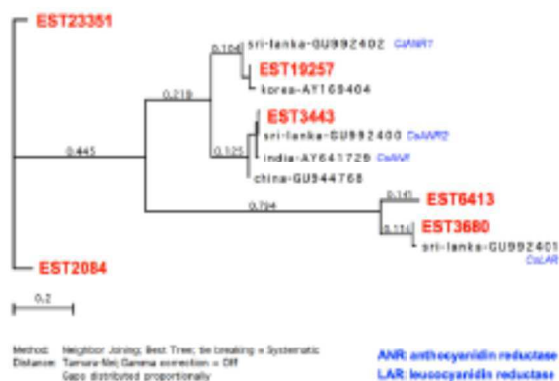 EST23351
0.104
sri-lanka-GU992402 CsANR1
EST19257
korea-AY169404
0.219
EST3443
sri-lanka-GU992400 CsANR2
0.125
india-AY641729 CsANR
china-GU944768
0.445
0.141
EST6413
0.794
EST3680
sri-lanka-GU992401
CsLAR
EST2084
0.2
Method: Neighbor Joining; Best Tree; tie breaking = Systematic
Distance: Tamura-Nei; Gamma correction = Off
Gaps distributed proportionally
ANR: anthocyanidin reductase
LAR: leucocyanidin reductase